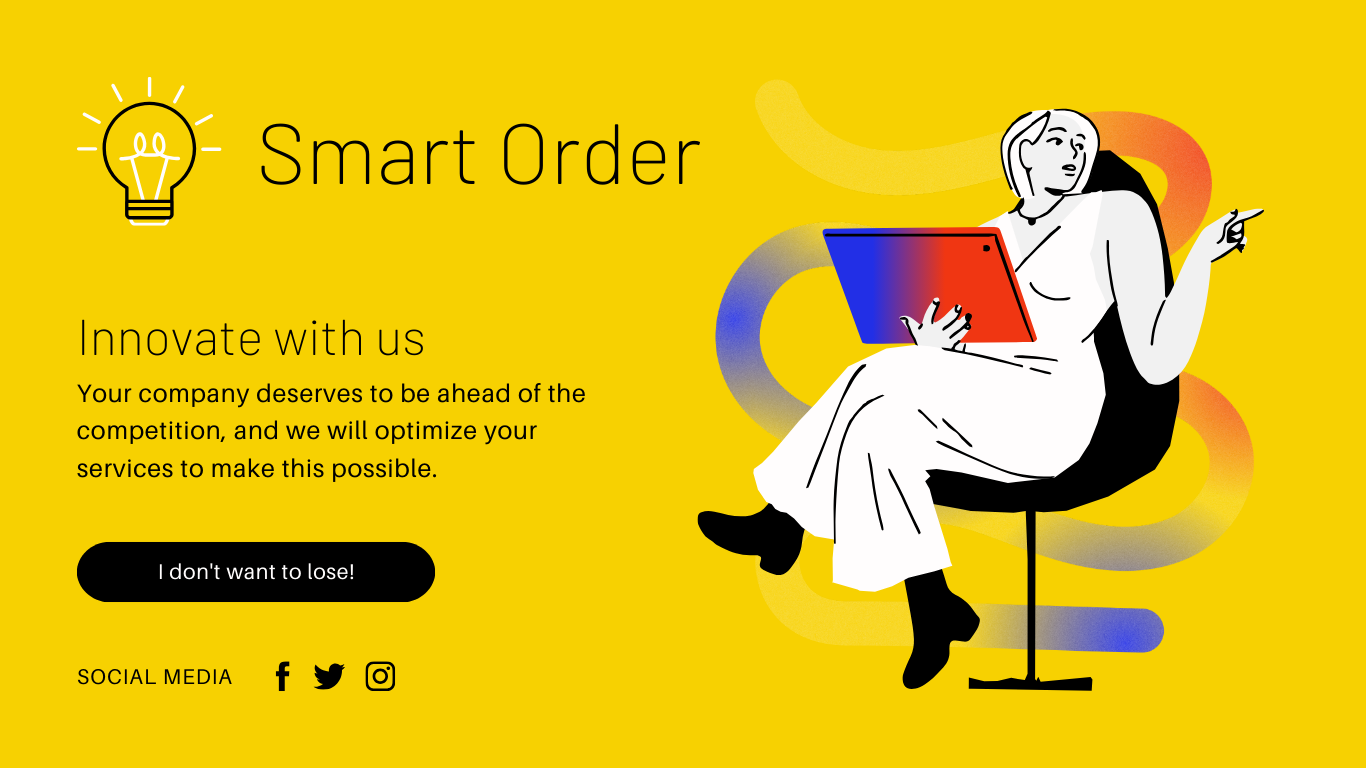 Smart Order
Innovate with us
Your company deserves to be ahead of the
competition, and we will optimize your
services to make this possible.
I don't want to lose!
SOCIAL MEDIA